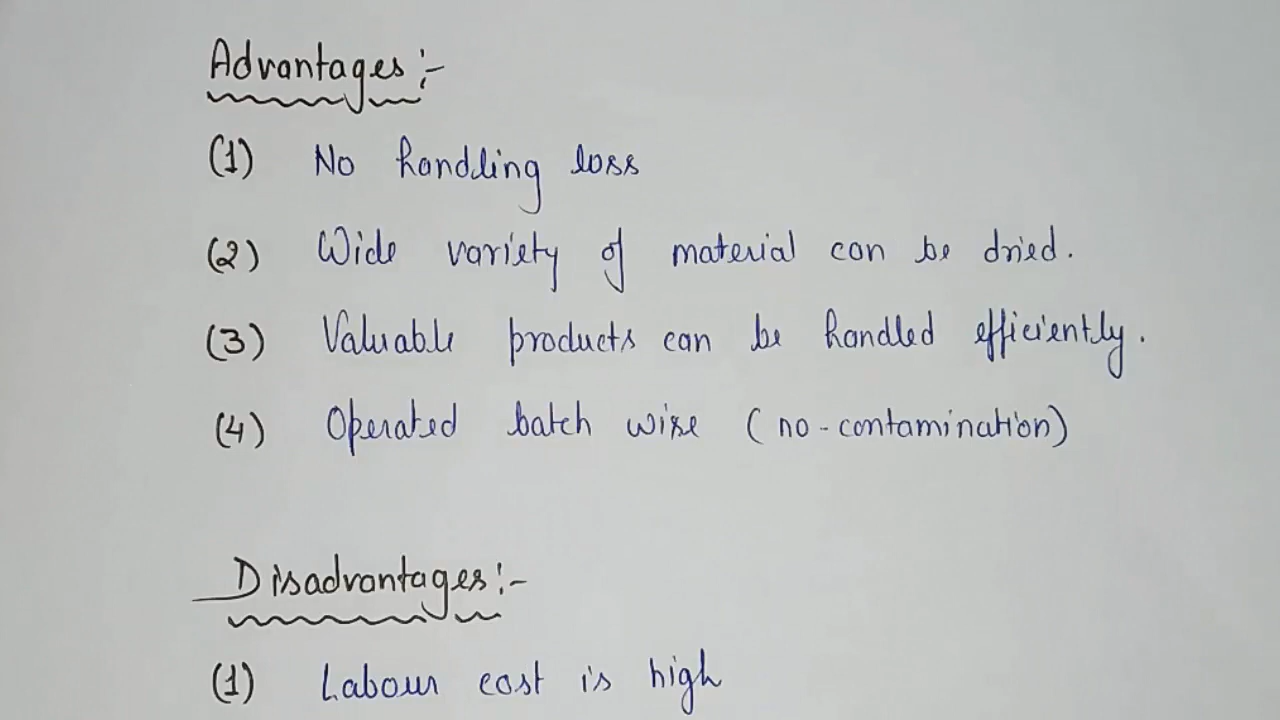 Advantages :-
(1) No handling loss
(2) Wide variety of material can be dried.
(3) Valuable products can be handled efficiently.
(4) Operated batch wise (no-contamination)
Disadvantages :-
(1) Labour cost is high